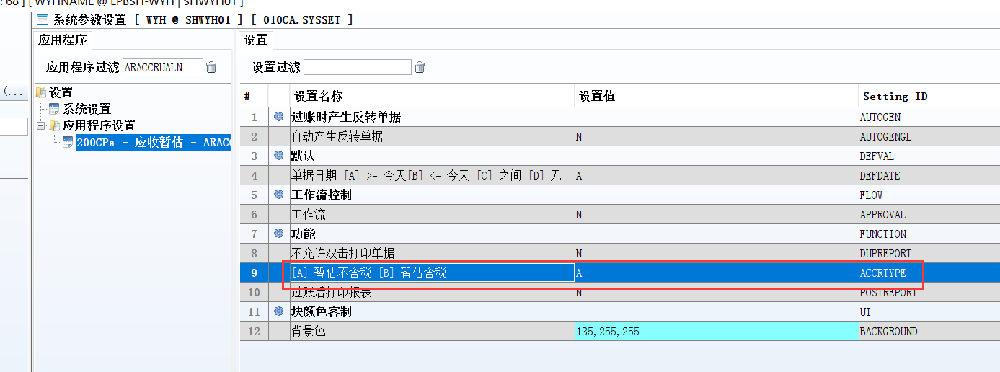 : 68 ] [ WYHNAME @ EPBSH-WYH | SHWYH01 ]
系统参数设置 [ WYH @ SHWYH01 ] [ 010CA.SYSSET ]
应用程序
设置
应用程序过滤 ARACCRUALN
设置过滤
(...
设置
系统设置
应用程序设置
200CPa - 应收暂估 - ARACC
# 设置名称 设置值 Setting ID
1 过账时产生反转单据 AUTOGEN
2 自动产生反转单据 N AUTOGENGL
3 默认 DEFVAL
4 单据日期 [A] >= 今天[B] <= 今天 [C] 之间 [D] 无 A DEFDATE
5 工作流控制 FLOW
6 工作流 N APPROVAL
7 功能 FUNCTION
8 不允许双击打印单据 N DUPREPORT
9 [A] 暂估不含税 [B] 暂估含税 A ACCRTYPE
10 过账后打印报表 N POSTREPORT
11 块颜色客制 UI
12 背景色 135,255,255 BACKGROUND